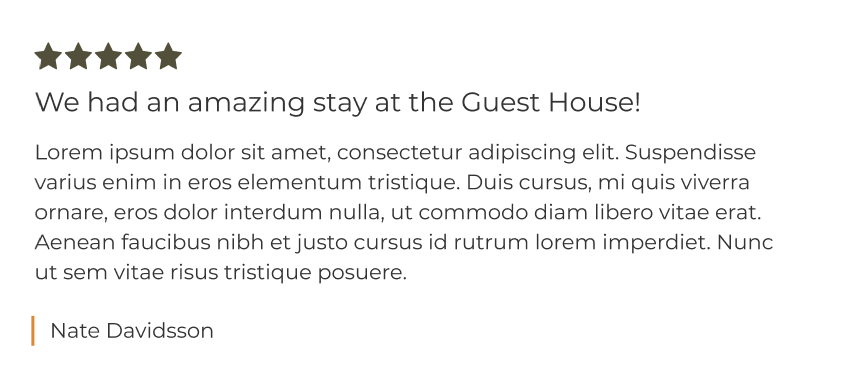 We had an amazing stay at the Guest House!
Lorem ipsum dolor sit amet, consectetur adipiscing elit. Suspendisse
varius enim in eros elementum tristique. Duis cursus, mi quis viverra
ornare, eros dolor interdum nulla, ut commodo diam libero vitae erat.
Aenean faucibus nibh et justo cursus id rutrum lorem imperdiet. Nunc
ut sem vitae risus tristique posuere.
Nate Davidsson